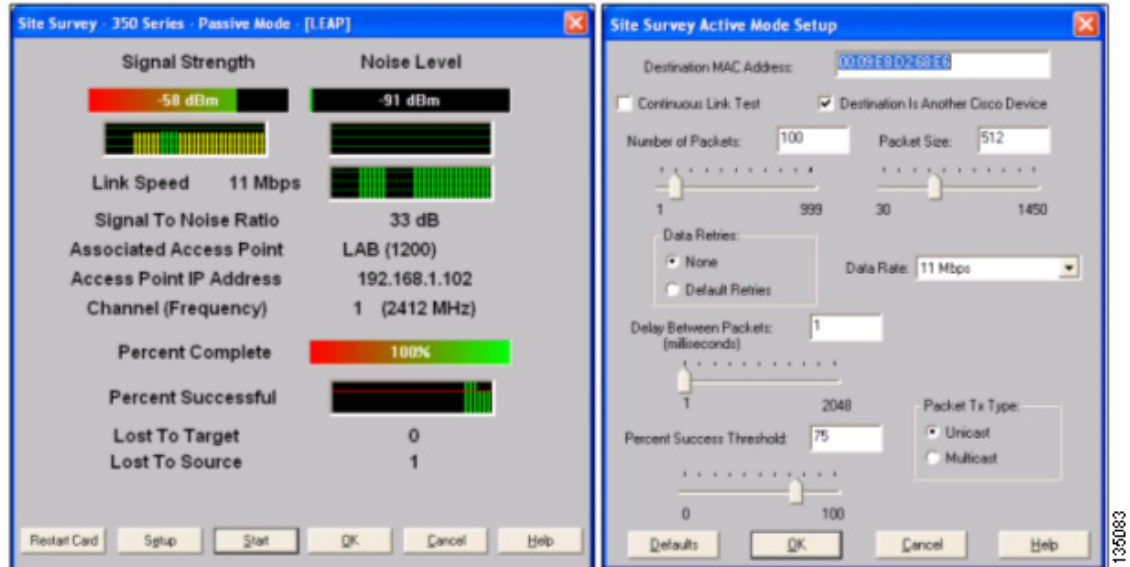 Site Survey - 350 Series - Passive Mode - [LEAP]
Signal Strength
Noise Level
-58 dBm
-91 dBm
Link Speed 11 Mbps
Signal To Noise Ratio 33 dB
Associated Access Point LAB (1200)
Access Point IP Address 192.168.1.102
Channel (Frequency) 1 (2412 MHz)
Percent Complete 100%
Percent Successful
Lost To Target 0
Lost To Source 1
Restart Card
Setup
Start
OK
Cancel
Help
Site Survey Active Mode Setup
Destination MAC Address: 0009E8D268E6
Continuous Link Test
Destination Is Another Cisco Device
Number of Packets: 100
Packet Size: 512
1 999
30 1450
Data Retries:
None
Default Retries
Data Rate: 11 Mbps
Delay Between Packets: 1
(milliseconds)
1 2048
Percent Success Threshold: 75
0 100
Packet Tx Type:
Unicast
Multicast
Defaults
OK
Cancel
Help
135083